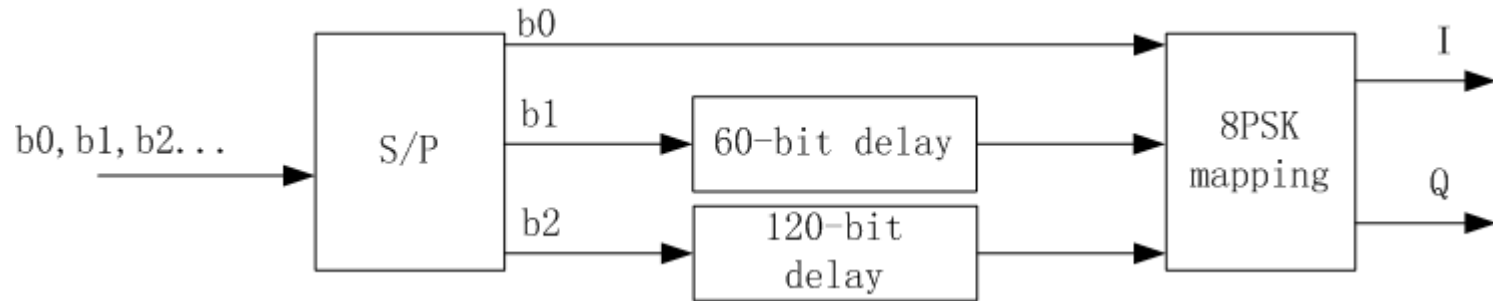 b0
b0,b1,b2...
S/P
b1
60-bit delay
b2
120-bit
delay
8PSK
mapping
I
Q